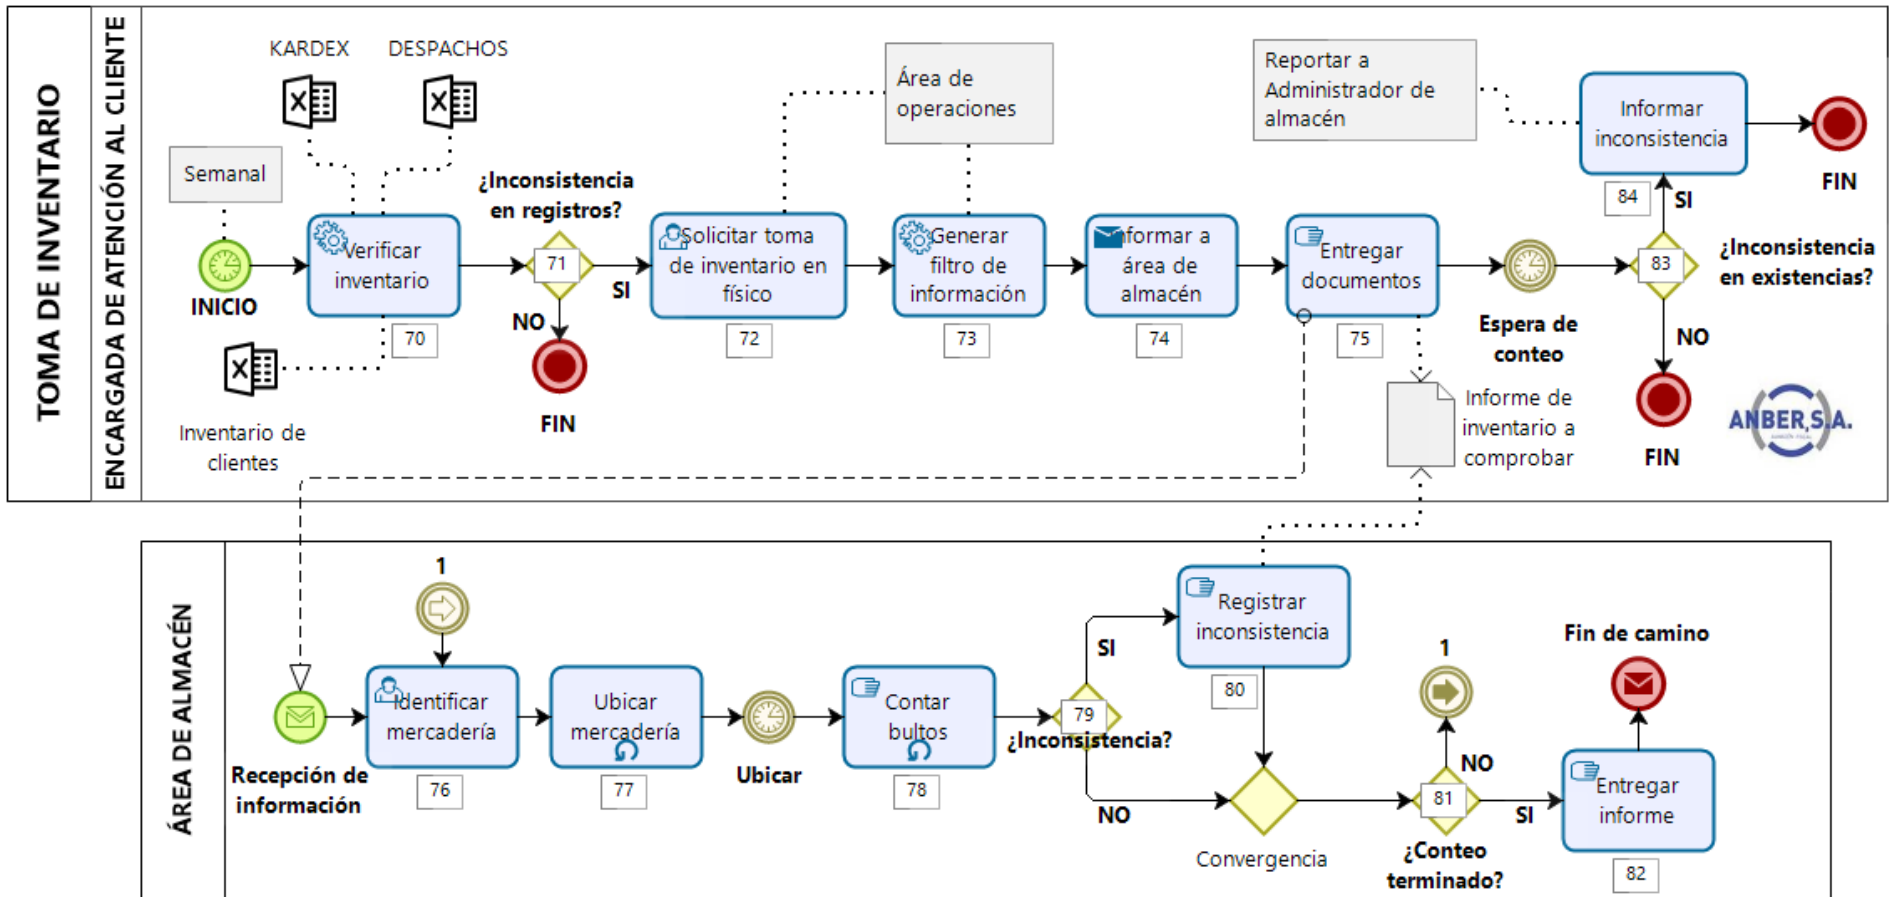 TOMA DE INVENTARIO
ENCARGADA DE ATENCIÓN AL CLIENTE
KARDEX
DESPACHOS
Semanal
INICIO
Verificar
inventario
70
Inventario de
clientes
¿Inconsistencia
en registros?
71
SI
NO
FIN
Solicitar toma
de inventario en
físico
72
Área de
operaciones
Generar
filtro de
información
73
Informar a
área de
almacén
74
Entregar
documentos
75
Informe de
inventario a
comprobar
Espera de
conteo
Reportar a
Administrador de
almacén
Informar
inconsistencia
84
SI
FIN
83
¿Inconsistencia
en existencias?
NO
FIN
ANBER,S.A.
ÁREA DE ALMACÉN
Recepción de
información
1
Identificar
mercadería
76
Ubicar
mercadería
77
Ubicar
Contar
bultos
78
79
¿Inconsistencia?
SI
NO
Registrar
inconsistencia
80
Convergencia
1
NO
81
SI
¿Conteo
terminado?
Fin de camino
Entregar
informe
82